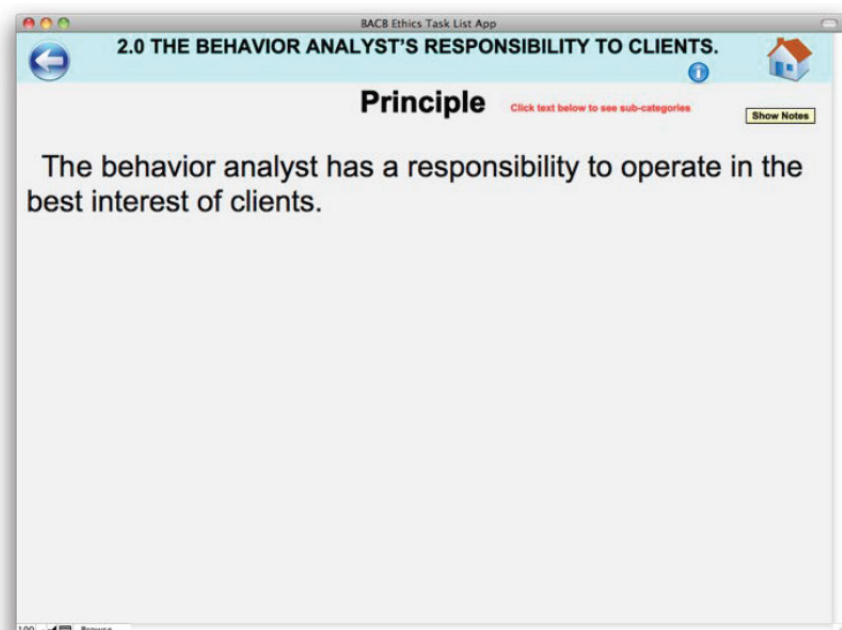 BACB Ethics Task List App
2.0 THE BEHAVIOR ANALYST'S RESPONSIBILITY TO CLIENTS.
Principle
Click text below to see sub-categories
Show Notes
The behavior analyst has a responsibility to operate in the
best interest of clients.